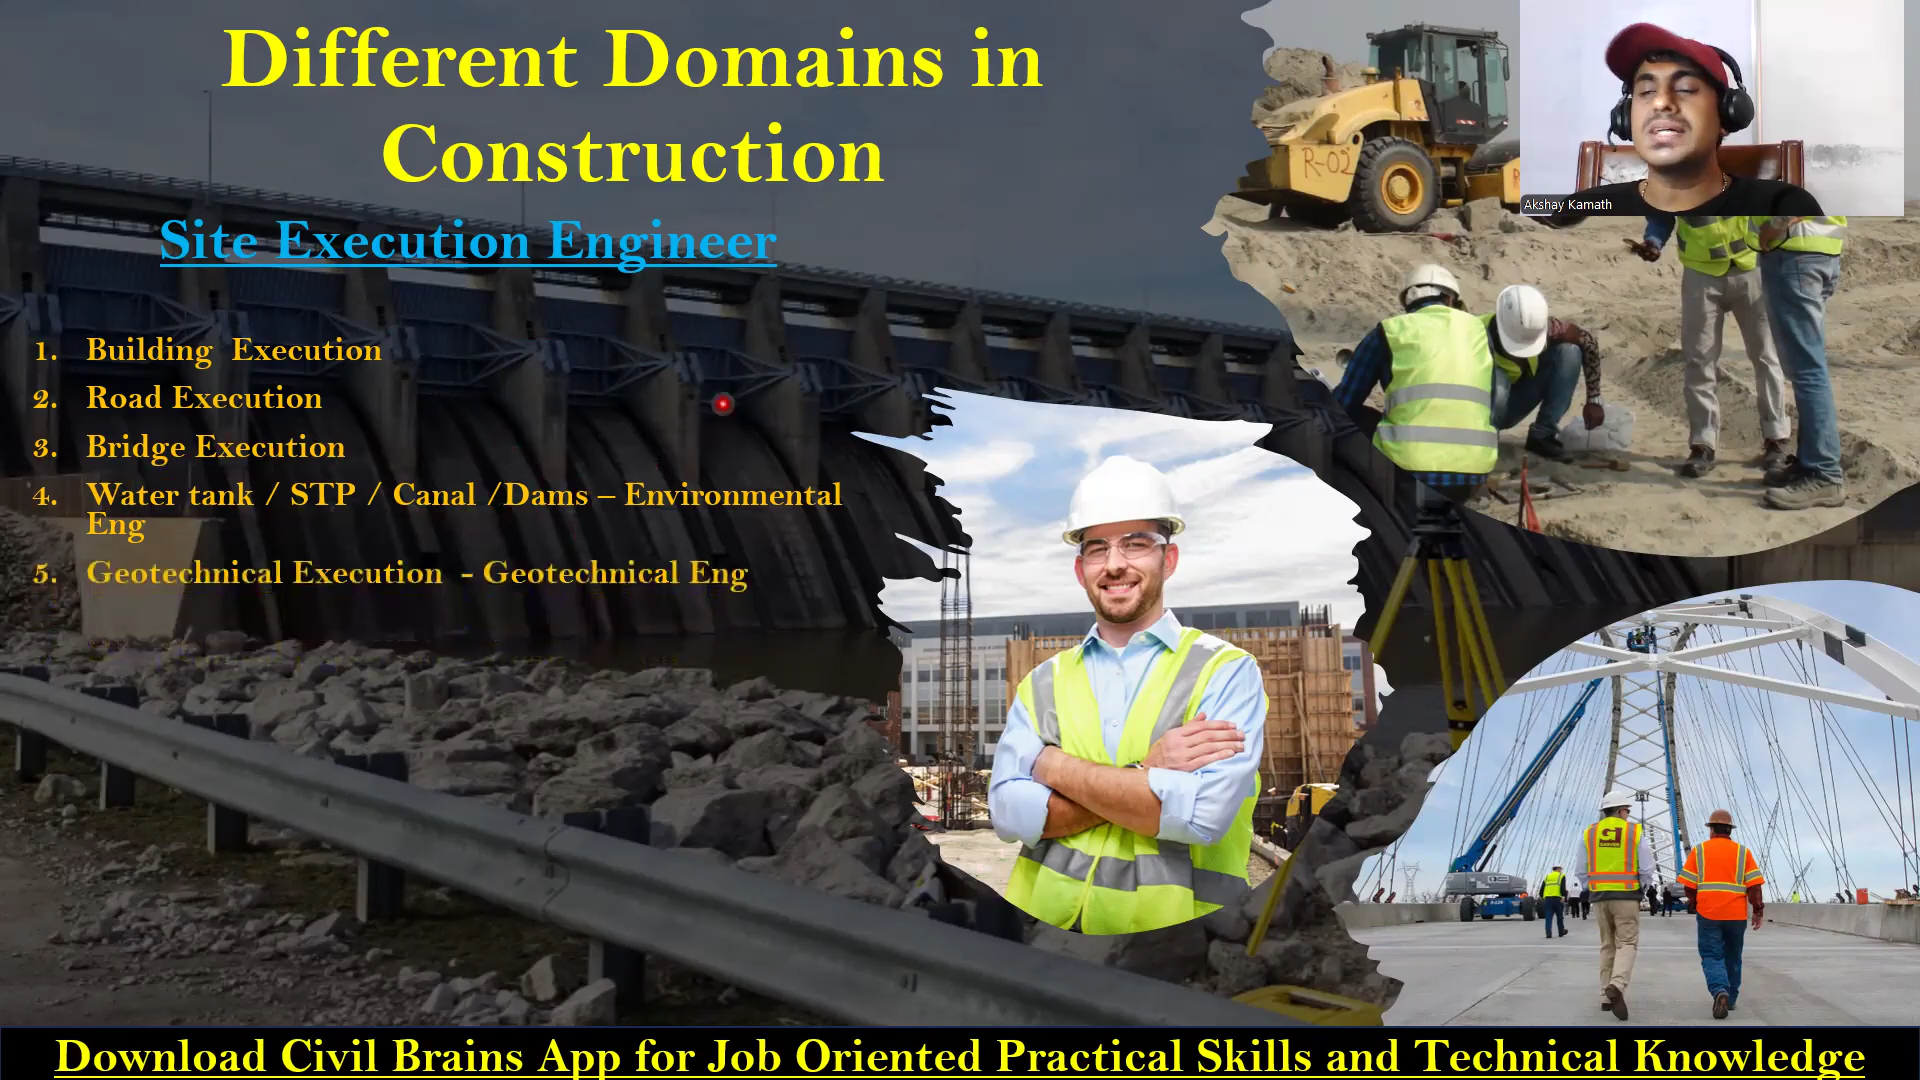 Different Domains in
Construction
Site Execution Engineer
1. Building Execution
2. Road Execution
3. Bridge Execution
4. Water tank / STP / Canal /Dams – Environmental
Eng
5. Geotechnical Execution - Geotechnical Eng
R-02
Akshay Kamath
Download Civil Brains App for Job Oriented Practical Skills and Technical Knowledge